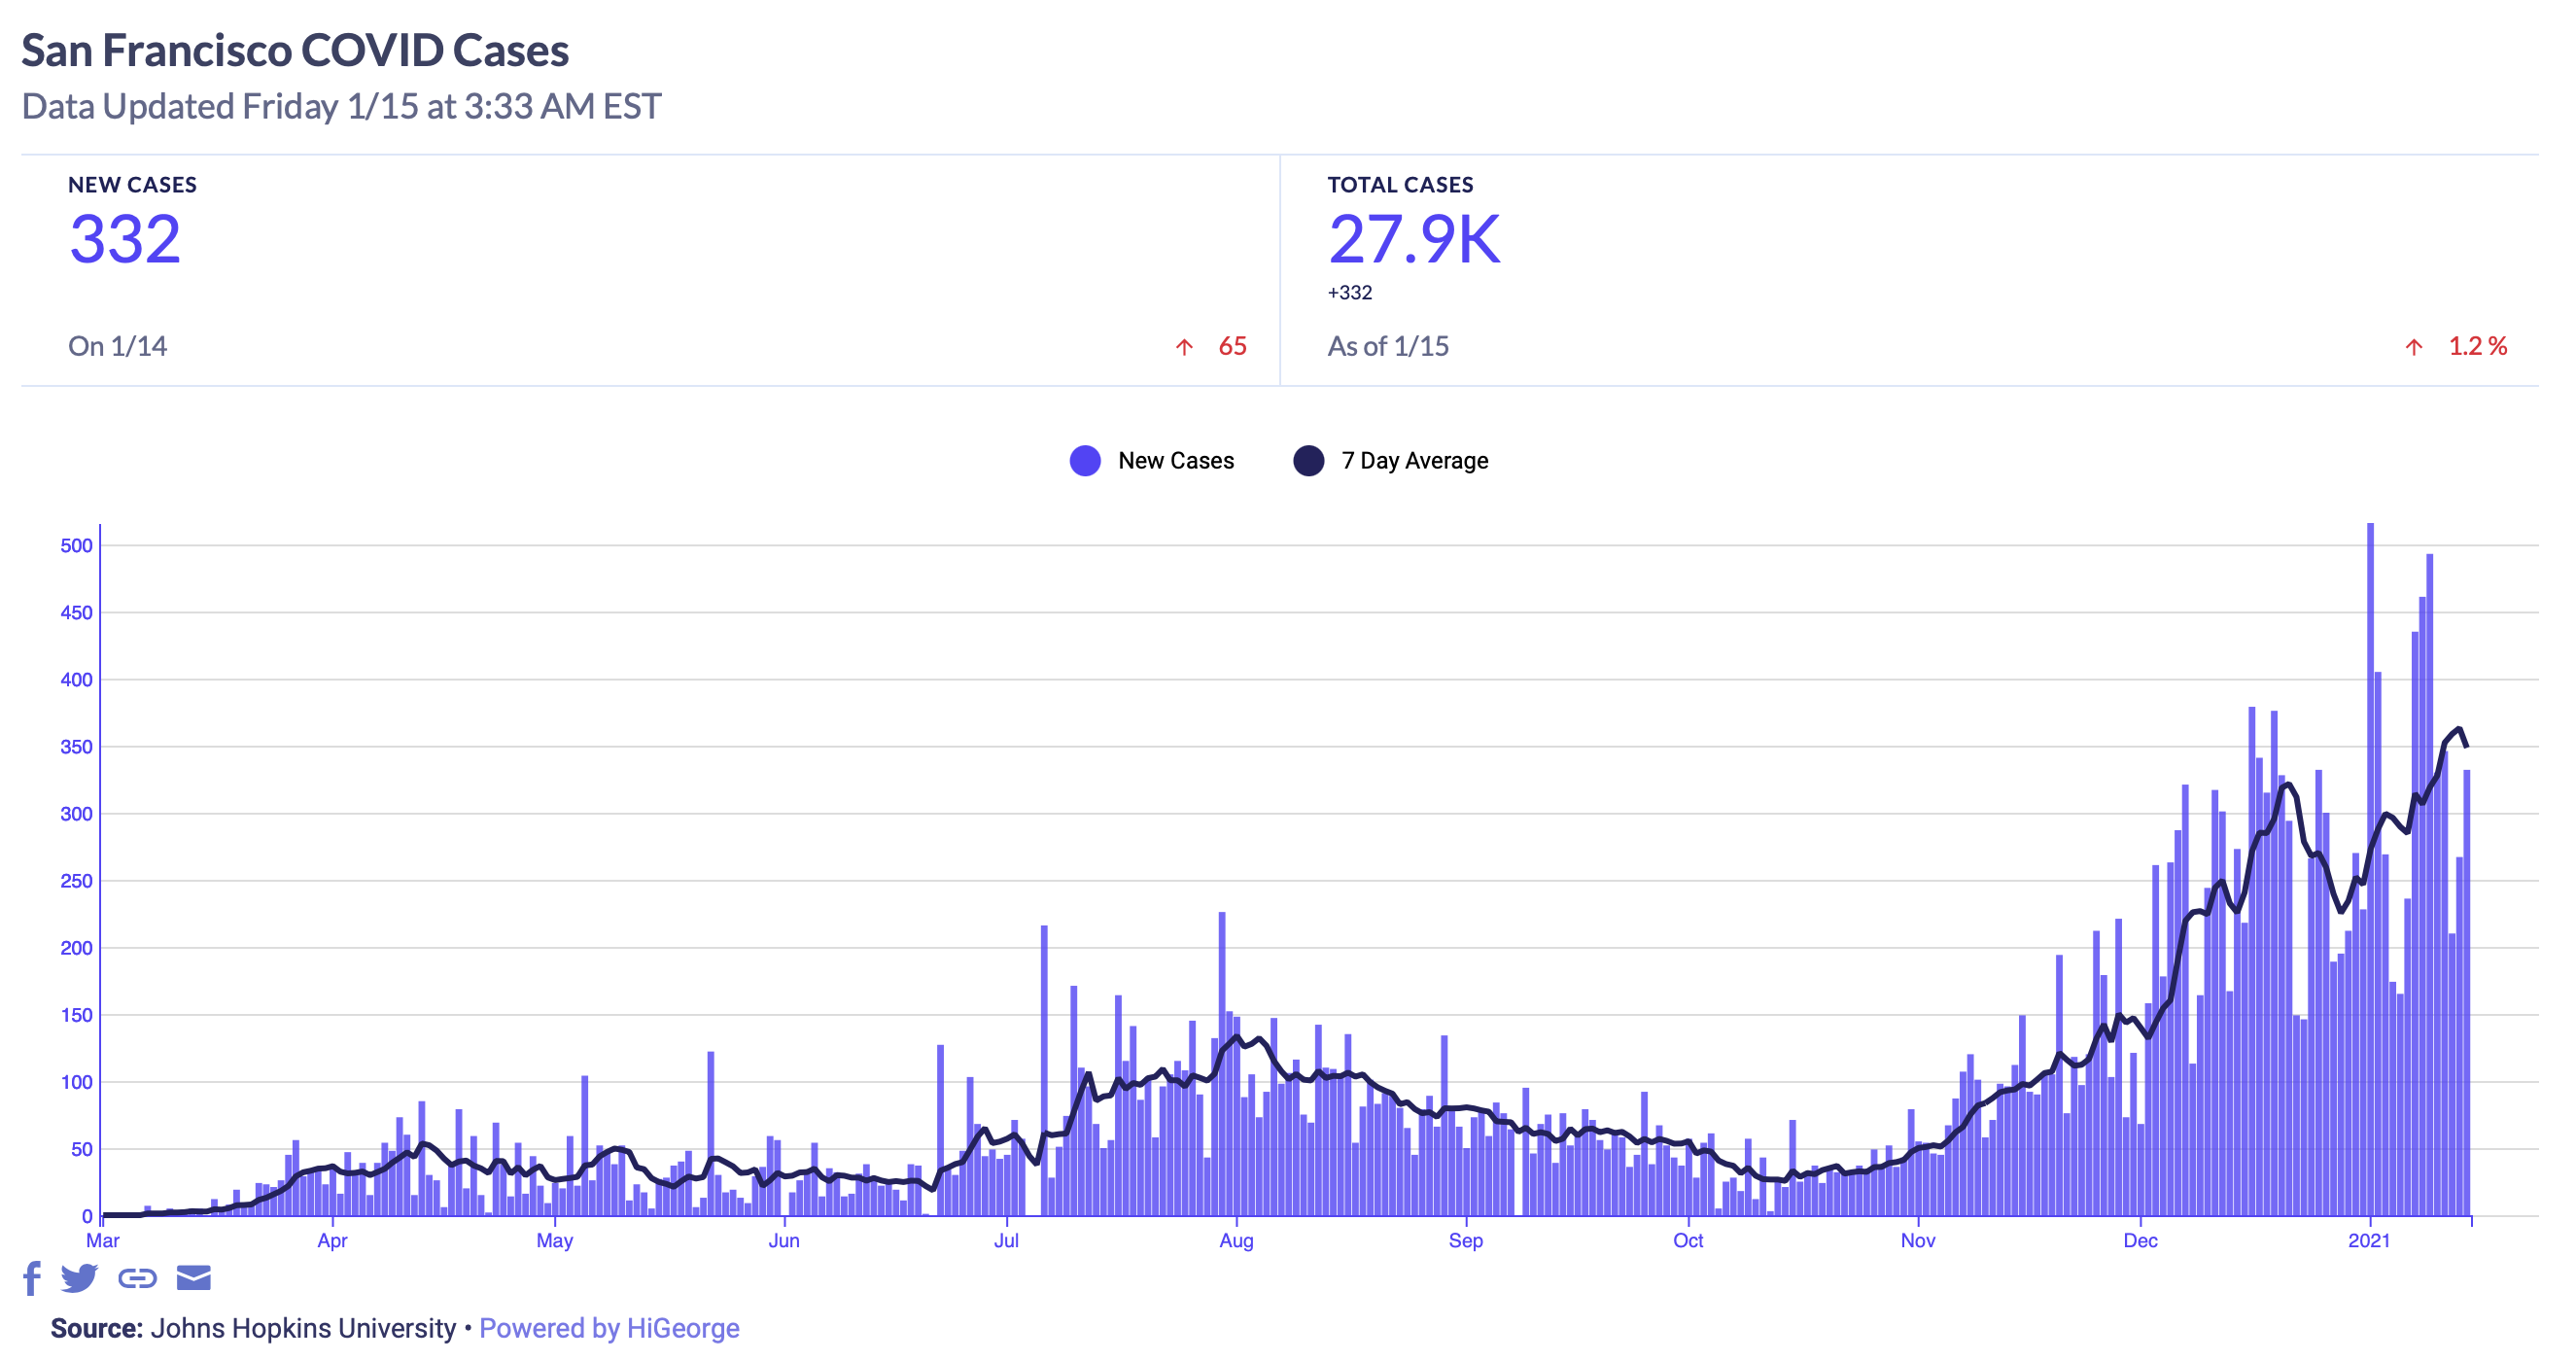 San Francisco COVID Cases
Data Updated Friday 1/15 at 3:33 AM EST
NEW CASES
332
On 1/14
↑ 65
TOTAL CASES
27.9K
+332
As of 1/15
↑ 1.2 %
New Cases
7 Day Average
500
450
400
350
300
250
200
150
100
50
0
Mar Apr May Jun Jul Aug Sep Oct Nov Dec 2021
Source: Johns Hopkins University • Powered by HiGeorge